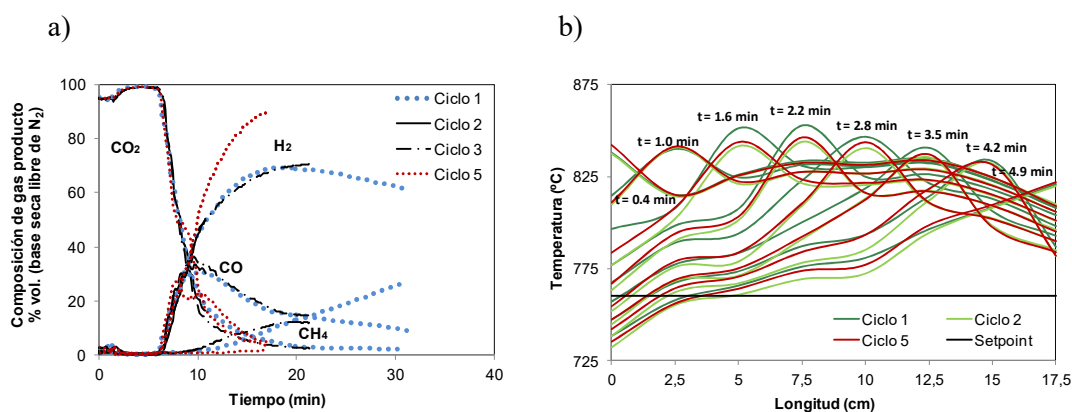 a)
b)
Composición de gas producto
% vol. (base seca libre de N2)
100
80
60
40
20
0
0
10
20
30
40
Tiempo (min)
CO2
H2
CO
CH4
Ciclo 1
Ciclo 2
Ciclo 3
Ciclo 5
Temperatura (ºC)
875
825
775
725
0
2,5
5
7,5
10
12,5
15
17,5
Longitud (cm)
t = 0.4 min
t = 1.0 min
t = 1.6 min
t = 2.2 min
t = 2.8 min
t = 3.5 min
t = 4.2 min
t = 4.9 min
Ciclo 1
Ciclo 2
Ciclo 5
Setpoint